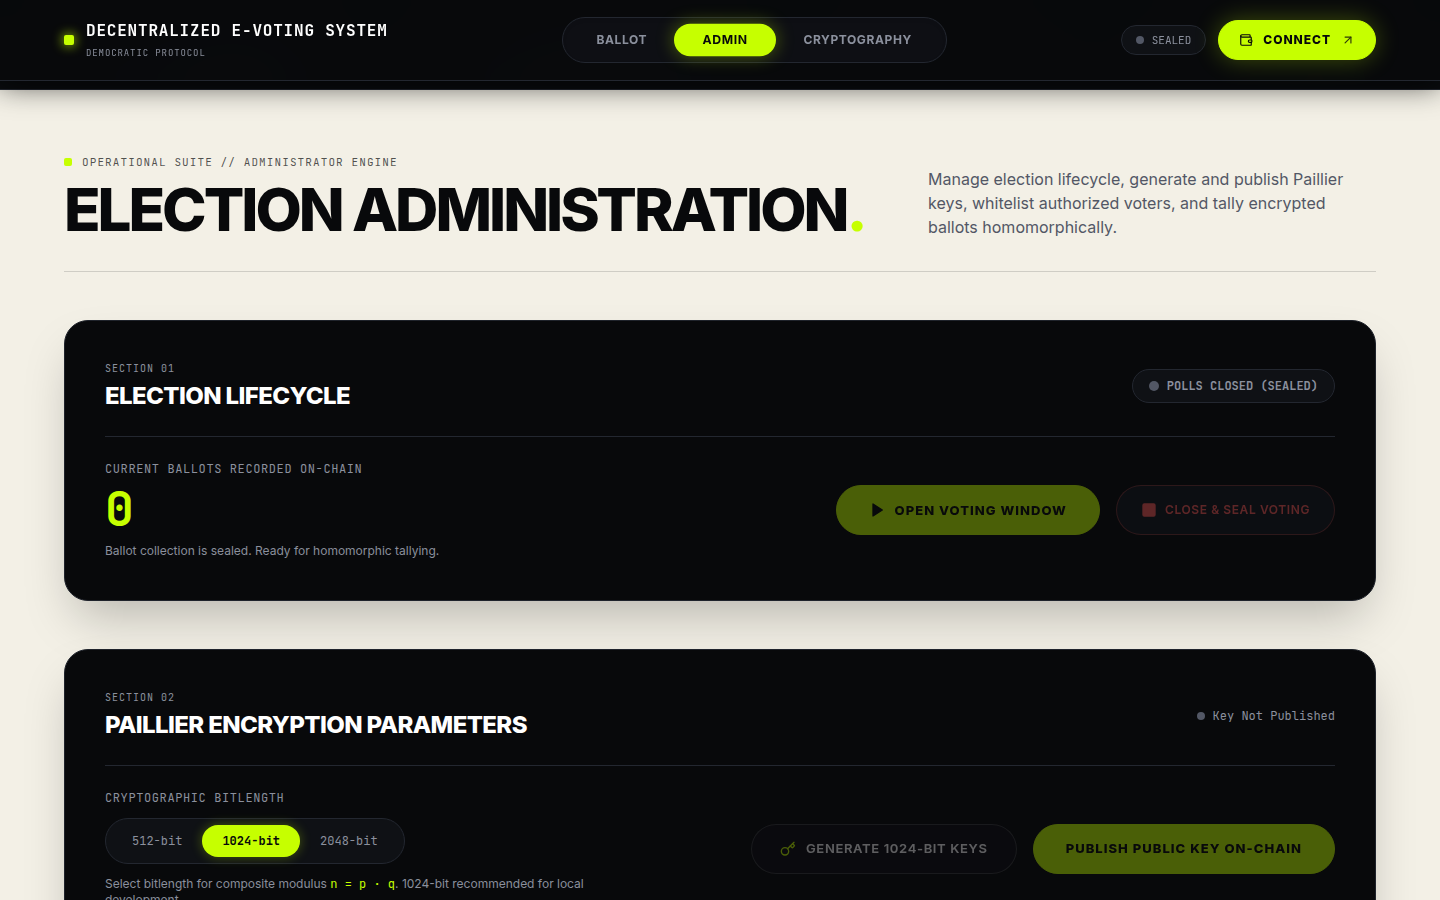 DECENTRALIZED E-VOTING SYSTEM
DEMOCRATIC PROTOCOL
BALLOT
ADMIN
CRYPTOGRAPHY
SEALED
CONNECT
OPERATIONAL SUITE // ADMINISTRATOR ENGINE
ELECTION ADMINISTRATION.
Manage election lifecycle, generate and publish Paillier
keys, whitelist authorized voters, and tally encrypted
ballots homomorphically.
SECTION 01
ELECTION LIFECYCLE
POLLS CLOSED (SEALED)
CURRENT BALLOTS RECORDED ON-CHAIN
0
Ballot collection is sealed. Ready for homomorphic tallying.
OPEN VOTING WINDOW
CLOSE & SEAL VOTING
SECTION 02
PAILLIER ENCRYPTION PARAMETERS
Key Not Published
CRYPTOGRAPHIC BITLENGTH
512-bit
1024-bit
2048-bit
GENERATE 1024-BIT KEYS
PUBLISH PUBLIC KEY ON-CHAIN
Select bitlength for composite modulus n = p · q. 1024-bit recommended for local
development.